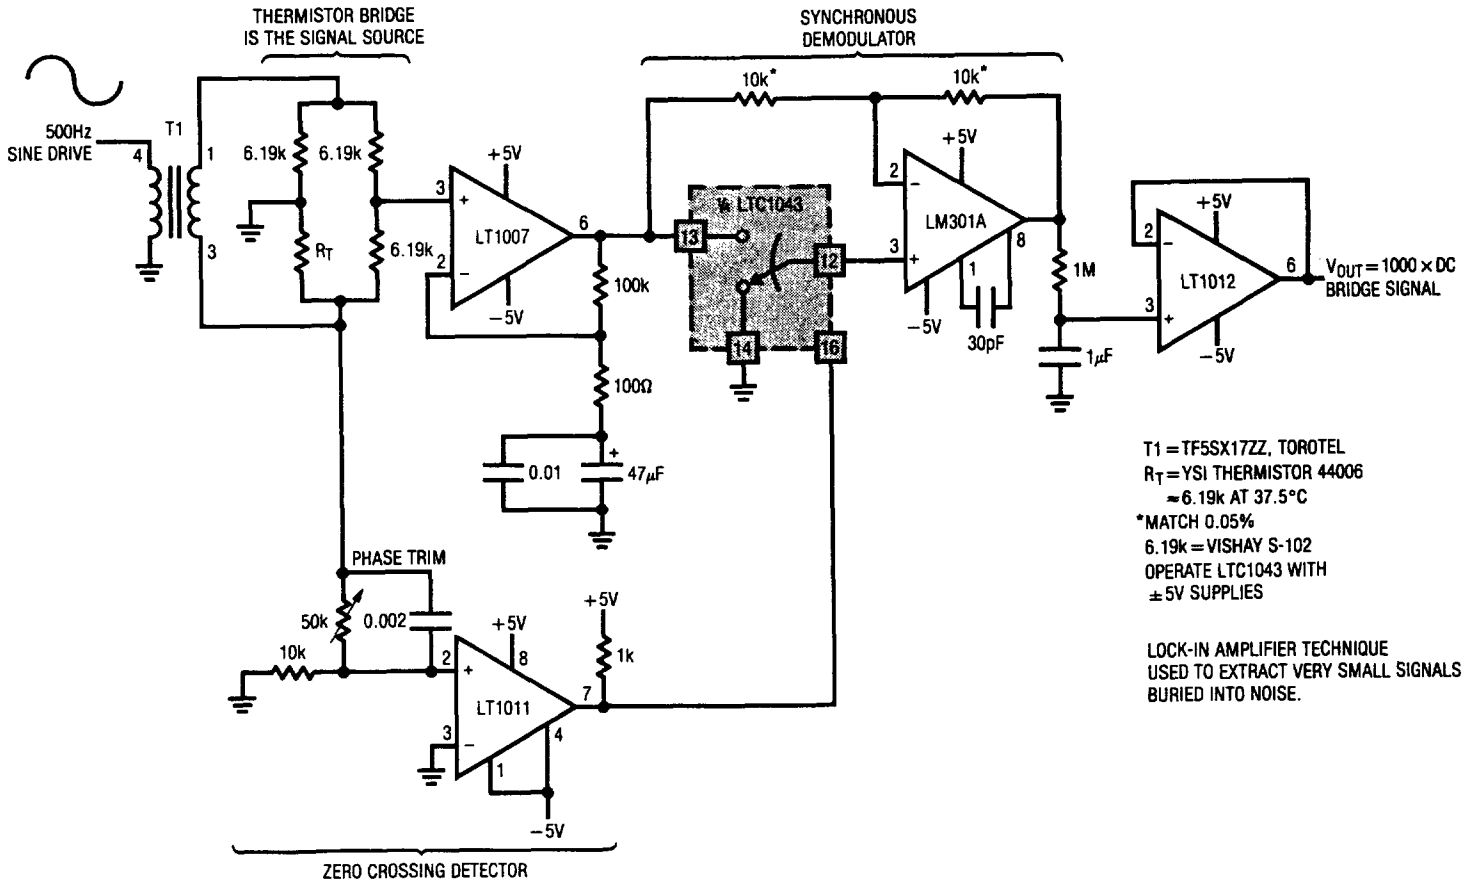 THERMISTOR BRIDGE
IS THE SIGNAL SOURCE
SYNCHRONOUS
DEMODULATOR
10k*
10k*
500Hz
SINE DRIVE
T1
4
1
3
6.19k
6.19k
RT
6.19k
+5V
3
+
LT1007
6
2
−
−5V
100k
100Ω
0.01
+
47µF
¼ LTC1043
13
12
14
16
+5V
2
−
LM301A
3
+
1
8
−5V
30pF
1M
1µF
+5V
2
−
LT1012
6
3
+
−5V
VOUT = 1000 × DC
BRIDGE SIGNAL
T1 = TF5SX17ZZ, TOROTEL
RT = YSI THERMISTOR 44006
≈ 6.19k AT 37.5°C
*MATCH 0.05%
6.19k = VISHAY S-102
OPERATE LTC1043 WITH
±5V SUPPLIES
LOCK-IN AMPLIFIER TECHNIQUE
USED TO EXTRACT VERY SMALL SIGNALS
BURIED INTO NOISE.
PHASE TRIM
50k
0.002
10k
+5V
8
2
+
LT1011
7
3
−
1
4
−5V
+5V
1k
ZERO CROSSING DETECTOR